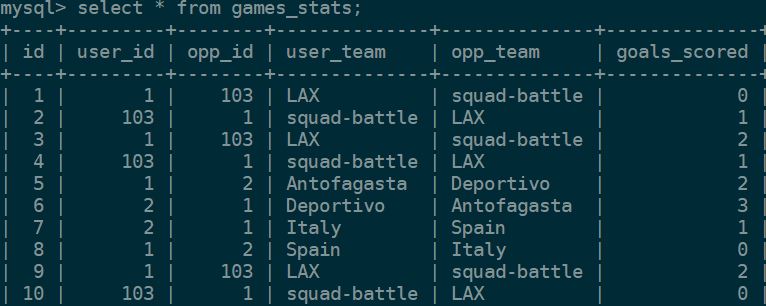 mysql> select * from games_stats;
+----+---------+--------+--------------+--------------+--------------+
| id | user_id | opp_id | user_team    | opp_team     | goals_scored |
+----+---------+--------+--------------+--------------+--------------+
|  1 |       1 |    103 | LAX          | squad-battle |            0 |
|  2 |     103 |      1 | squad-battle | LAX          |            1 |
|  3 |       1 |    103 | LAX          | squad-battle |            2 |
|  4 |     103 |      1 | squad-battle | LAX          |            1 |
|  5 |       1 |      2 | Antofagasta  | Deportivo    |            2 |
|  6 |       2 |      1 | Deportivo    | Antofagasta  |            3 |
|  7 |       2 |      1 | Italy        | Spain        |            1 |
|  8 |       1 |      2 | Spain        | Italy        |            0 |
|  9 |       1 |    103 | LAX          | squad-battle |            2 |
| 10 |     103 |      1 | squad-battle | LAX          |            0 |